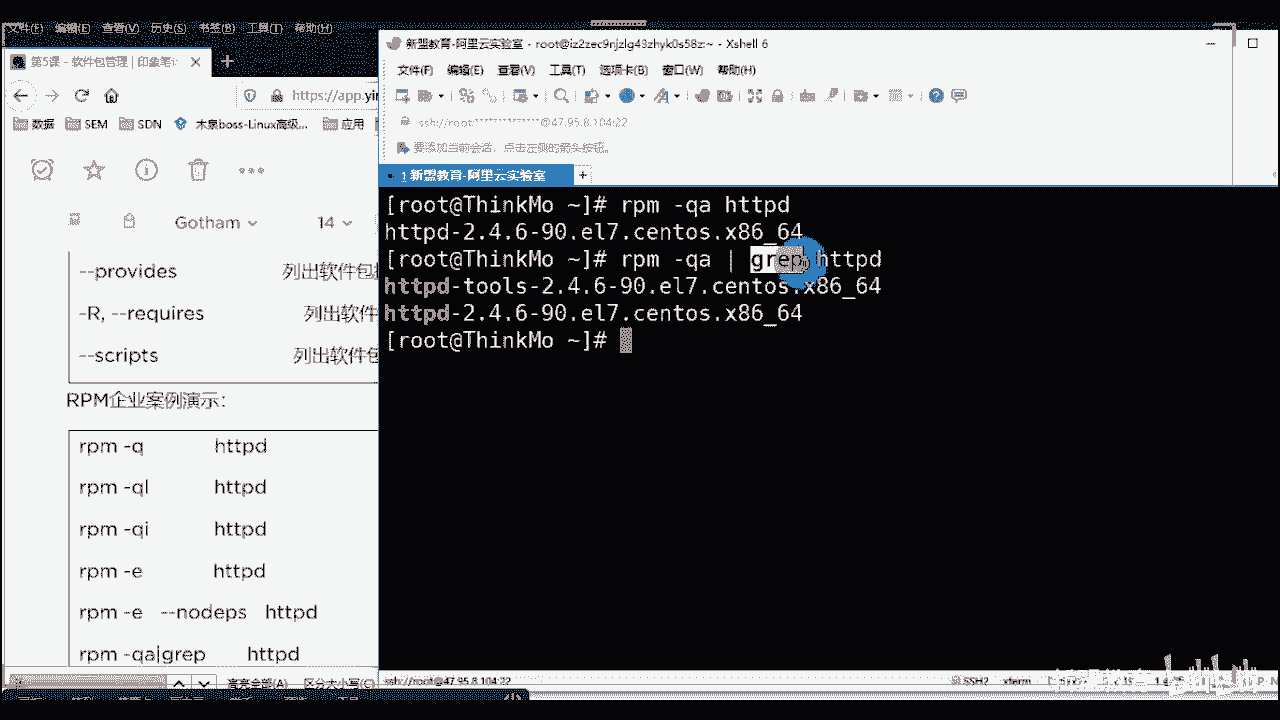 文件(F) 编辑(E) 查看(V) 历史(S) 书签(B) 工具(T) 帮助(H)
第5课 - 软件包管理 | 印象笔
https://app.yin
数据 SEM SDN 木泉boss-Linux高级... 应用
Gotham 14
--provides 列出软件包
-R, --requires 列出软件
--scripts 列出软件包
RPM企业案例演示：
rpm -q httpd
rpm -ql httpd
rpm -qi httpd
rpm -e httpd
rpm -e --nodeps httpd
rpm -qa|grep httpd
高亮全部(A) 区分大小写(C)
新盟教育-阿里云实验室 - root@iz2zec9njzlg43zhyk0s58z:~ - Xshell 6
文件(F) 编辑(E) 查看(V) 工具(T) 选项卡(B) 窗口(W) 帮助(H)
ssh://root:**************@47.95.8.104:22
要添加当前会话，点击左侧的箭头按钮。
1 新盟教育-阿里云实验室
[root@ThinkMo ~]# rpm -qa httpd
httpd-2.4.6-90.el7.centos.x86_64
[root@ThinkMo ~]# rpm -qa | grep httpd
httpd-tools-2.4.6-90.el7.centos.x86_64
httpd-2.4.6-90.el7.centos.x86_64
[root@ThinkMo ~]#
ssh://root@47.95.8.104:22 SSH2 xterm